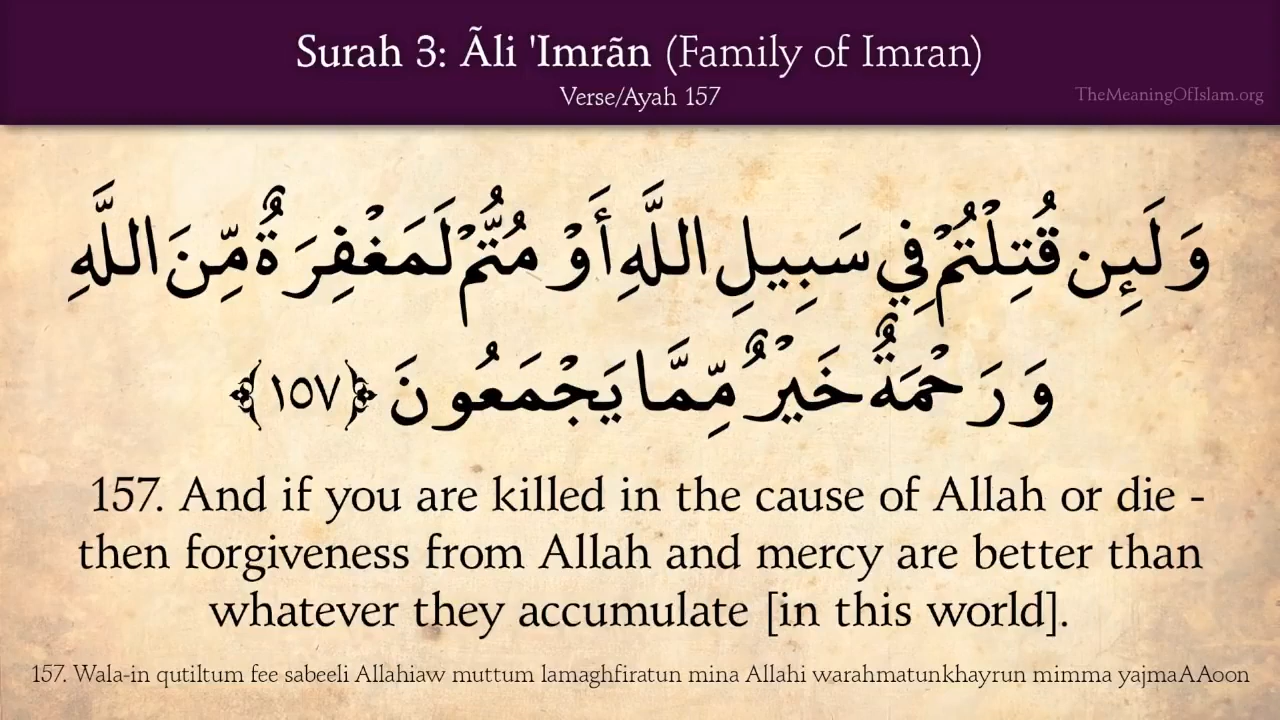 Surah 3: Ãli 'Imrãn (Family of Imran)
Verse/Ayah 157
TheMeaningOfIslam.org
وَلَئِن قُتِلْتُمْ فِي سَبِيلِ اللَّهِ أَوْ مُتُّمْ لَمَغْفِرَةٌ مِّنَ اللَّهِ
وَرَحْمَةٌ خَيْرٌ مِّمَّا يَجْمَعُونَ ﴿١٥٧﴾
157. And if you are killed in the cause of Allah or die -
then forgiveness from Allah and mercy are better than
whatever they accumulate [in this world].
157. Wala-in qutiltum fee sabeeli Allahiaw muttum lamaghfiratun mina Allahi warahmatunkhayrun mimma yajmaAAoon